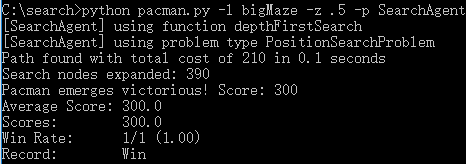 C:\search>python pacman.py -l bigMaze -z .5 -p SearchAgent
[SearchAgent] using function depthFirstSearch
[SearchAgent] using problem type PositionSearchProblem
Path found with total cost of 210 in 0.1 seconds
Search nodes expanded: 390
Pacman emerges victorious! Score: 300
Average Score: 300.0
Scores:        300.0
Win Rate:      1/1 (1.00)
Record:        Win